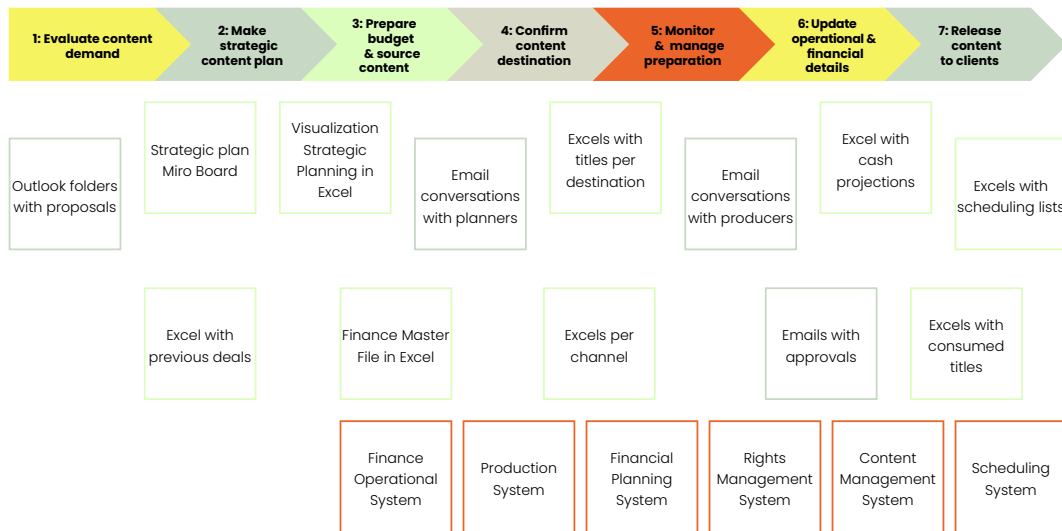 1: Evaluate content
demand
2: Make
strategic
content plan
3: Prepare
budget
& source
content
4: Confirm
content
destination
5: Monitor
& manage
preparation
6: Update
operational &
financial
details
7: Release
content
to clients
Outlook folders
with proposals
Strategic plan
Miro Board
Visualization
Strategic
Planning in
Excel
Email
conversations
with planners
Excels with
titles per
destination
Email
conversations
with producers
Excel with
cash
projections
Excels with
scheduling lists
Excel with
previous deals
Finance Master
File in Excel
Excels per
channel
Emails with
approvals
Excels with
consumed
titles
Finance
Operational
System
Production
System
Financial
Planning
System
Rights
Management
System
Content
Management
System
Scheduling
System